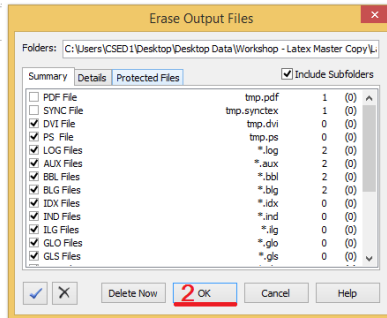 Erase Output Files
Folders: C:\Users\CSED1\Desktop\Desktop Data\Workshop - Latex Master Copy\L
Summary Details Protected Files Include Subfolders
PDF File tmp.pdf 1 (0)
SYNC File tmp.synctex 1 (0)
DVI File tmp.dvi 0 (0)
PS File tmp.ps 0 (0)
LOG Files *.log 2 (0)
AUX Files *.aux 2 (0)
BBL Files *.bbl 2 (0)
BLG Files *.blg 2 (0)
IDX Files *.idx 0 (0)
IND Files *.ind 0 (0)
ILG Files *.ilg 0 (0)
GLO Files *.glo 0 (0)
GLS Files *.gls 0 (0)
Delete Now 2 OK Cancel Help